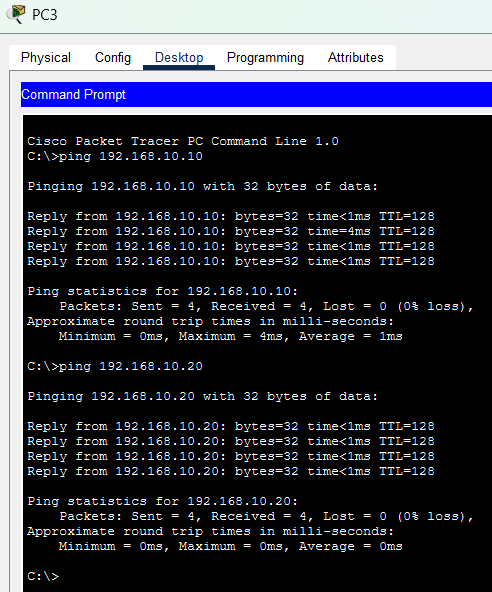 PC3
Physical Config Desktop Programming Attributes
Command Prompt
Cisco Packet Tracer PC Command Line 1.0
C:\>ping 192.168.10.10
Pinging 192.168.10.10 with 32 bytes of data:
Reply from 192.168.10.10: bytes=32 time<1ms TTL=128
Reply from 192.168.10.10: bytes=32 time=4ms TTL=128
Reply from 192.168.10.10: bytes=32 time<1ms TTL=128
Reply from 192.168.10.10: bytes=32 time<1ms TTL=128
Ping statistics for 192.168.10.10:
    Packets: Sent = 4, Received = 4, Lost = 0 (0% loss),
Approximate round trip times in milli-seconds:
    Minimum = 0ms, Maximum = 4ms, Average = 1ms
C:\>ping 192.168.10.20
Pinging 192.168.10.20 with 32 bytes of data:
Reply from 192.168.10.20: bytes=32 time<1ms TTL=128
Reply from 192.168.10.20: bytes=32 time<1ms TTL=128
Reply from 192.168.10.20: bytes=32 time<1ms TTL=128
Reply from 192.168.10.20: bytes=32 time<1ms TTL=128
Ping statistics for 192.168.10.20:
    Packets: Sent = 4, Received = 4, Lost = 0 (0% loss),
Approximate round trip times in milli-seconds:
    Minimum = 0ms, Maximum = 0ms, Average = 0ms
C:\>